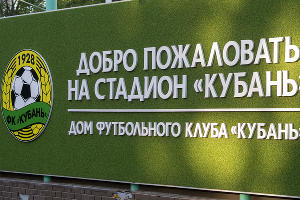 1928
ФК «КУБАНЬ»
ДОБРО ПОЖАЛОВАТЬ
НА СТАДИОН «КУБАНЬ»
ДОМ ФУТБОЛЬНОГО КЛУБА «КУБАНЬ»